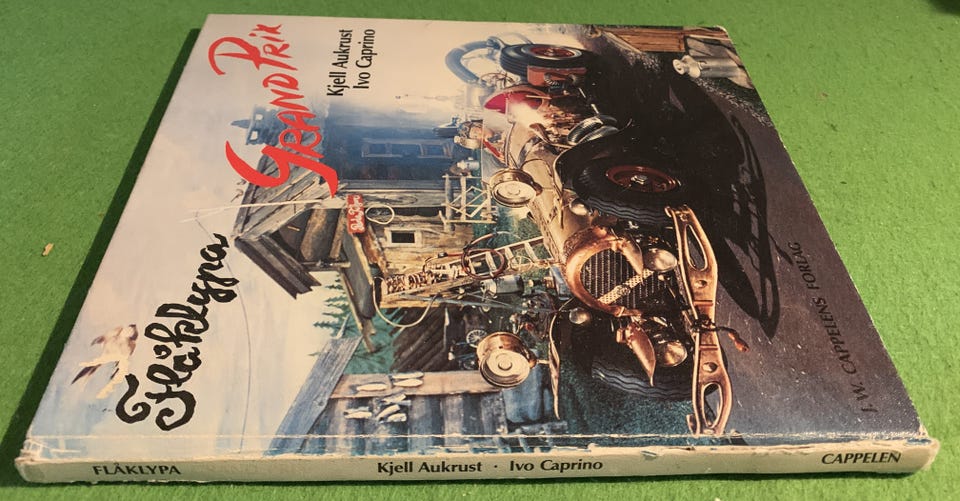 Flåklypa
GRAND PRIX
Kjell Aukrust
Ivo Caprino
J. W. CAPPELENS FORLAG
FLÅKLYPA
Kjell Aukrust · Ivo Caprino
CAPPELEN